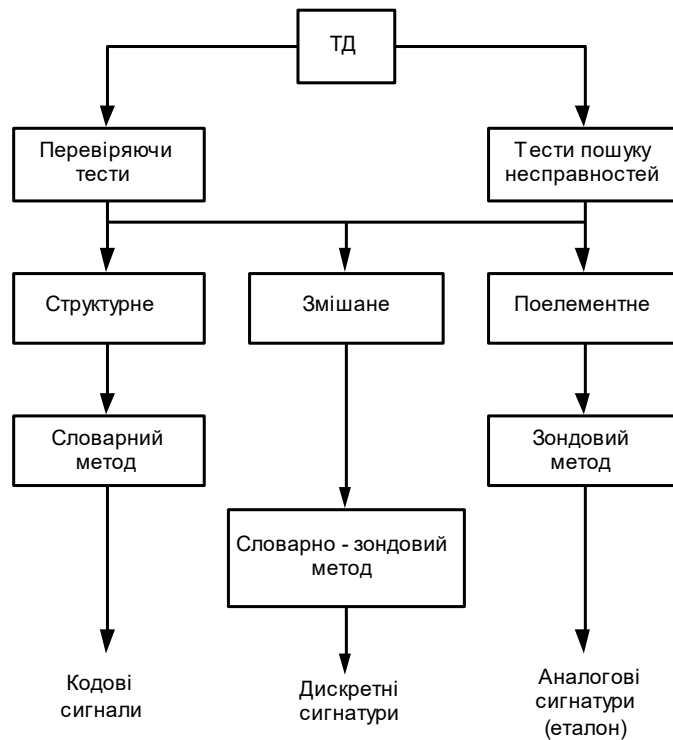 ТД
Перевіряючи
тести
Тести пошуку
несправностей
Структурне
Змішане
Поелементне
Словарний
метод
Зондовий
метод
Словарно - зондовий
метод
Кодові
сигнали
Дискретні
сигнатури
Аналогові
сигнатури
(еталон)